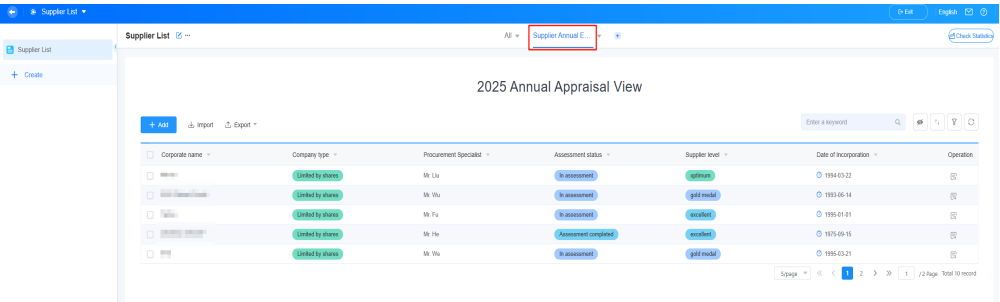 Supplier List
Exit
English
Supplier List
Create
Supplier List
All
Supplier Annual E...
Check Statistics
2025 Annual Appraisal View
Add
Import
Export
Enter a keyword
Corporate name Company type Procurement Specialist Assessment status Supplier level Date of Incorporation Operation
Limited by shares Mr. Liu In assessment optimum 1994-03-22
Limited by shares Mr. Wu In assessment gold medal 1993-06-14
Limited by shares Mr. Fu In assessment excellent 1995-01-01
Limited by shares Mr. He Assessment completed excellent 1975-09-15
Limited by shares Mr. Wu In assessment gold medal 1995-03-21
5/page 1 2 1 / 2 Page Total 10 record